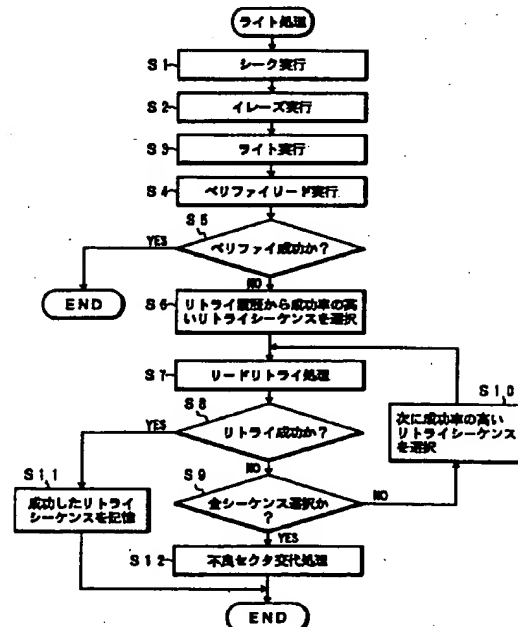 ライト処理
S1
シーク実行
S2
イレーズ実行
S3
ライト実行
S4
ベリファイリード実行
S5
YES
ベリファイ成功か?
END
NO
S6
リトライ履歴から成功率の高
いリトライシーケンスを選択
S7
リードリトライ処理
S8
YES
リトライ成功か?
S10
次に成功率の高い
リトライシーケンス
を選択
S11
成功したリトライ
シーケンスを記憶
NO
S9
全シーケンス選択か
?
NO
YES
S12
不良セクタ交代処理
END